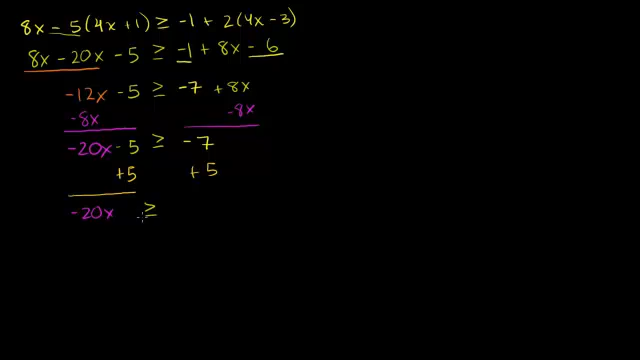 8x - 5(4x+1) ≥ -1 + 2(4x-3)
8x - 20x - 5 ≥ -1 + 8x - 6
-12x - 5 ≥ -7 + 8x
-8x -8x
-20x - 5 ≥ -7
+5 +5
-20x ≥